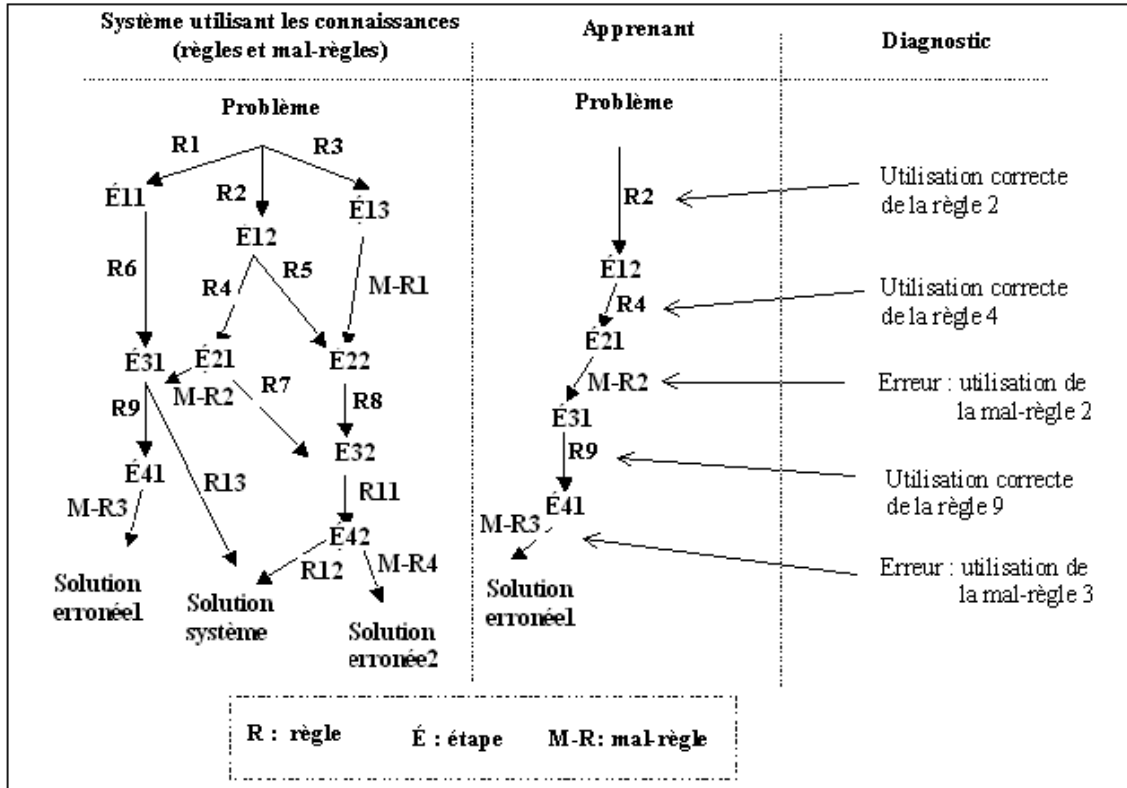 Système utilisant les connaissances
(règles et mal-règles)
Apprenant
Diagnostic
Problème
R1
R3
R2
É11
É13
É12
R6
R4
R5
M-R1
É31
É21
É22
M-R2
R7
R8
R9
É32
É41
R13
R11
M-R3
É42
R12
M-R4
Solution
erronée1
Solution
système
Solution
erronée2
Problème
R2
É12
R4
É21
M-R2
É31
R9
É41
M-R3
Solution
erronée1
Utilisation correcte
de la règle 2
Utilisation correcte
de la règle 4
Erreur : utilisation de
la mal-règle 2
Utilisation correcte
de la règle 9
Erreur : utilisation de
la mal-règle 3
R : règle É : étape M-R: mal-règle